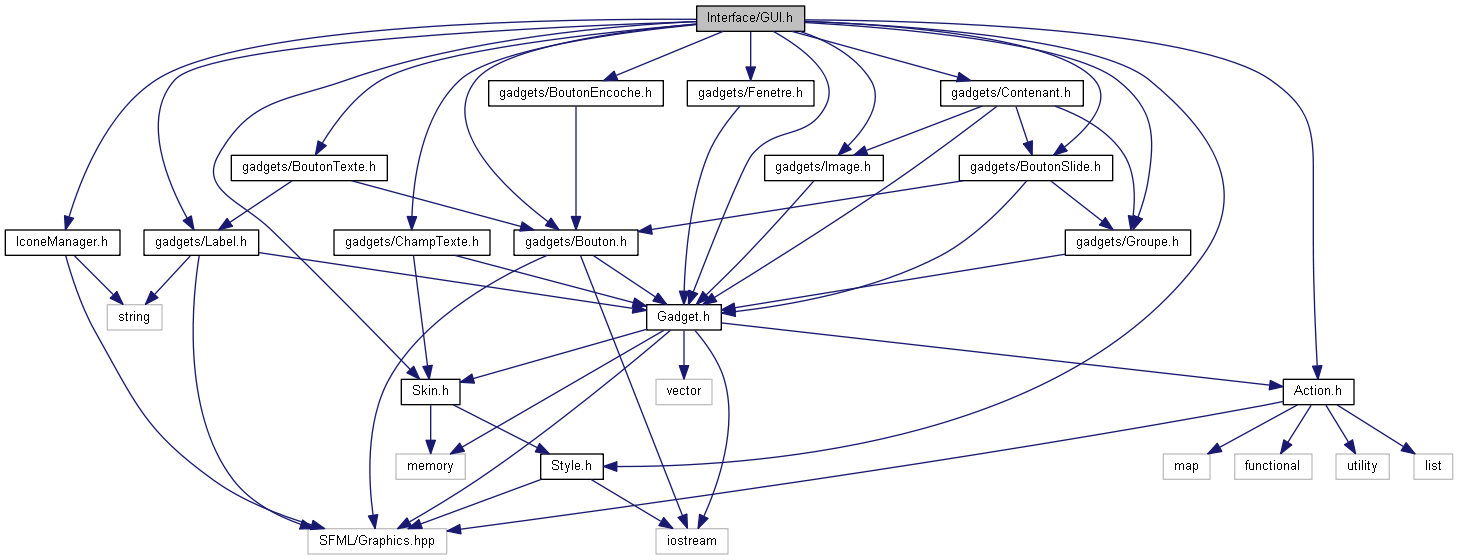 Interface/GUI.h
gadgets/BoutonEncoche.h
gadgets/Fenetre.h
gadgets/Contenant.h
gadgets/BoutonTexte.h
gadgets/Image.h
gadgets/BoutonSlide.h
IconeManager.h
gadgets/Label.h
gadgets/ChampTexte.h
gadgets/Bouton.h
gadgets/Groupe.h
string
Gadget.h
Skin.h
vector
Action.h
memory
Style.h
map
functional
utility
list
SFML/Graphics.hpp
iostream